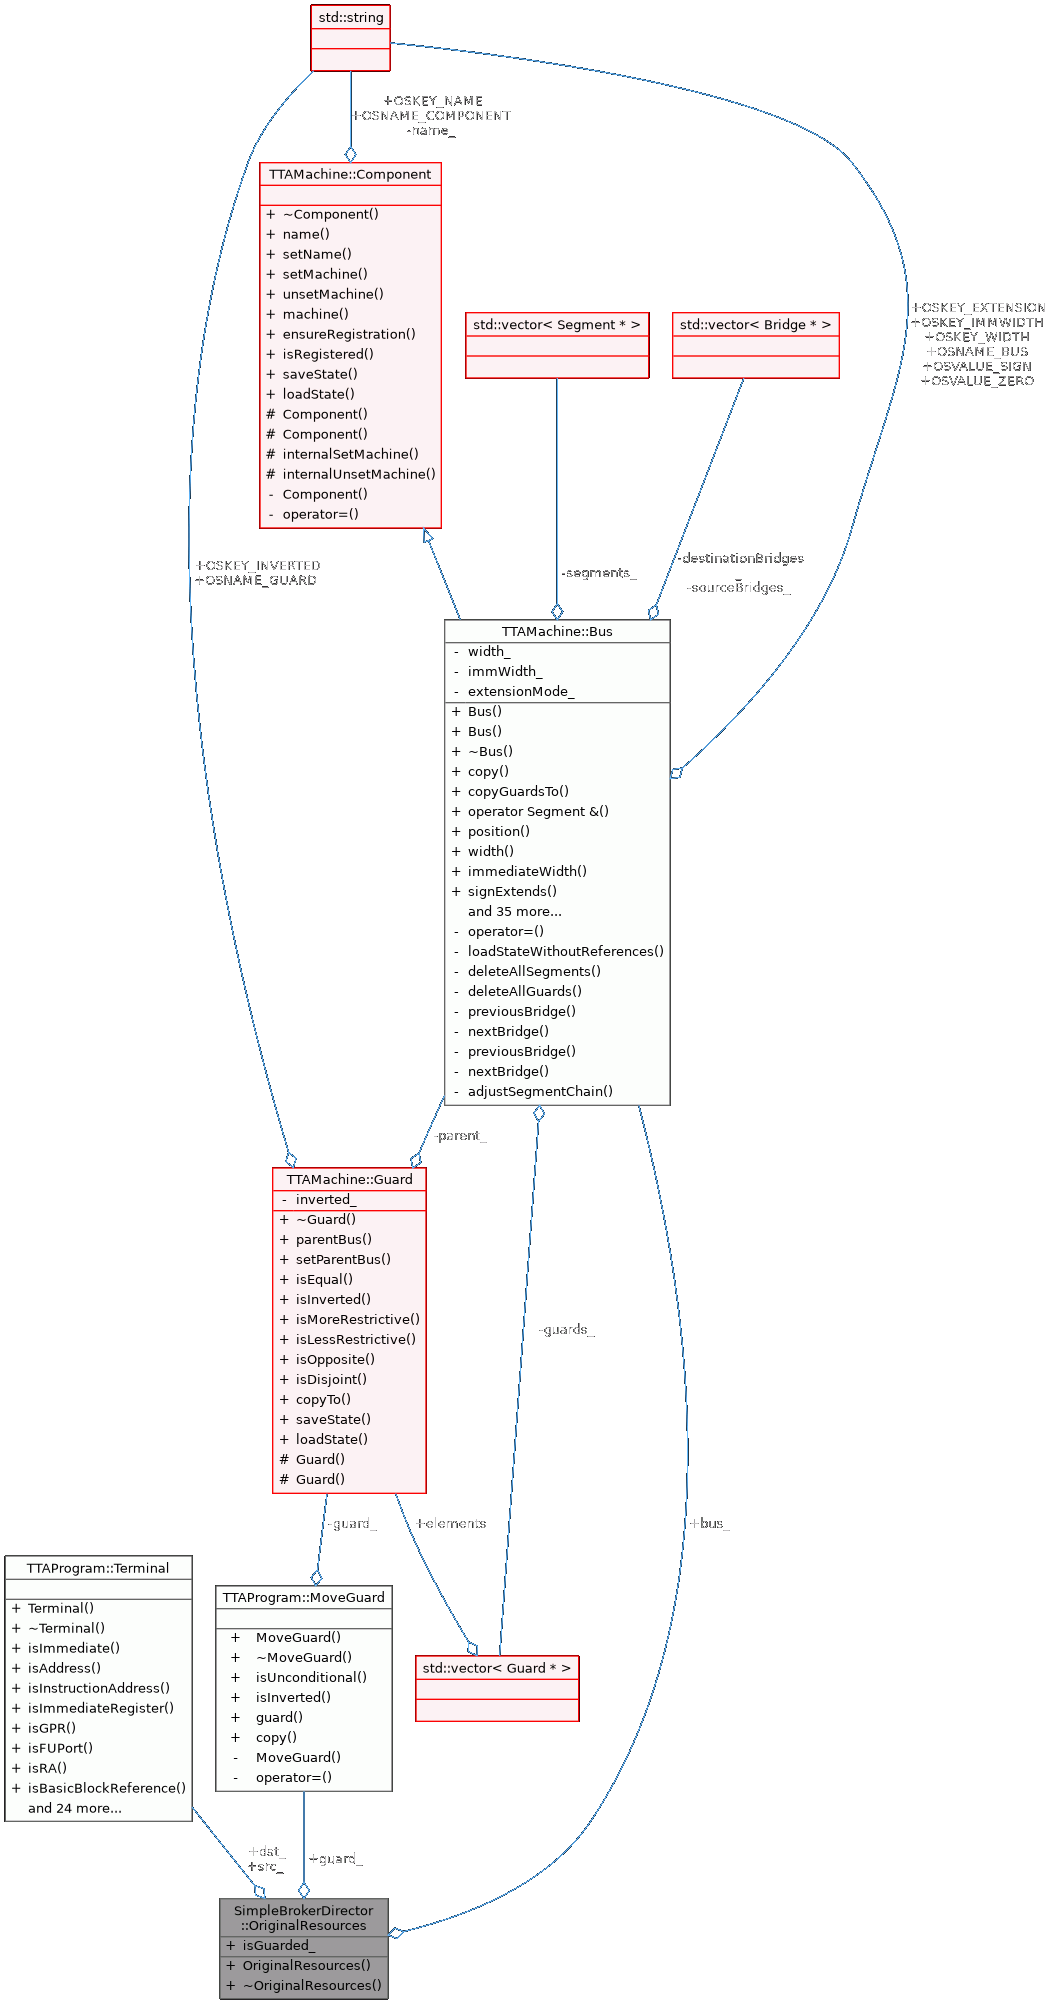 std::string
+OSKEY_NAME
+OSNAME_COMPONENT
-name_
TTAMachine::Component
+ ~Component()
+ name()
+ setName()
+ setMachine()
+ unsetMachine()
+ machine()
+ ensureRegistration()
+ isRegistered()
+ saveState()
+ loadState()
# Component()
# Component()
# internalSetMachine()
# internalUnsetMachine()
- Component()
- operator=()
std::vector< Segment * >
std::vector< Bridge * >
+OSKEY_EXTENSION
+OSKEY_IMMWIDTH
+OSKEY_WIDTH
+OSNAME_BUS
+OSVALUE_SIGN
+OSVALUE_ZERO
+OSKEY_INVERTED
+OSNAME_GUARD
-segments_
-destinationBridges
_
-sourceBridges_
TTAMachine::Bus
- width_
- immWidth_
- extensionMode_
+ Bus()
+ Bus()
+ ~Bus()
+ copy()
+ copyGuardsTo()
+ operator Segment &()
+ position()
+ width()
+ immediateWidth()
+ signExtends()
and 35 more...
- operator=()
- loadStateWithoutReferences()
- deleteAllSegments()
- deleteAllGuards()
- previousBridge()
- nextBridge()
- previousBridge()
- nextBridge()
- adjustSegmentChain()
-parent_
TTAMachine::Guard
- inverted_
+ ~Guard()
+ parentBus()
+ setParentBus()
+ isEqual()
+ isInverted()
+ isMoreRestrictive()
+ isLessRestrictive()
+ isOpposite()
+ isDisjoint()
+ copyTo()
+ saveState()
+ loadState()
# Guard()
# Guard()
-guards_
-guard_
+elements
+bus_
TTAProgram::Terminal
+ Terminal()
+ ~Terminal()
+ isImmediate()
+ isAddress()
+ isInstructionAddress()
+ isImmediateRegister()
+ isGPR()
+ isFUPort()
+ isRA()
+ isBasicBlockReference()
and 24 more...
TTAProgram::MoveGuard
+ MoveGuard()
+ ~MoveGuard()
+ isUnconditional()
+ isInverted()
+ guard()
+ copy()
- MoveGuard()
- operator=()
std::vector< Guard * >
+dst_
+src_
+guard_
SimpleBrokerDirector
::OriginalResources
+ isGuarded_
+ OriginalResources()
+ ~OriginalResources()